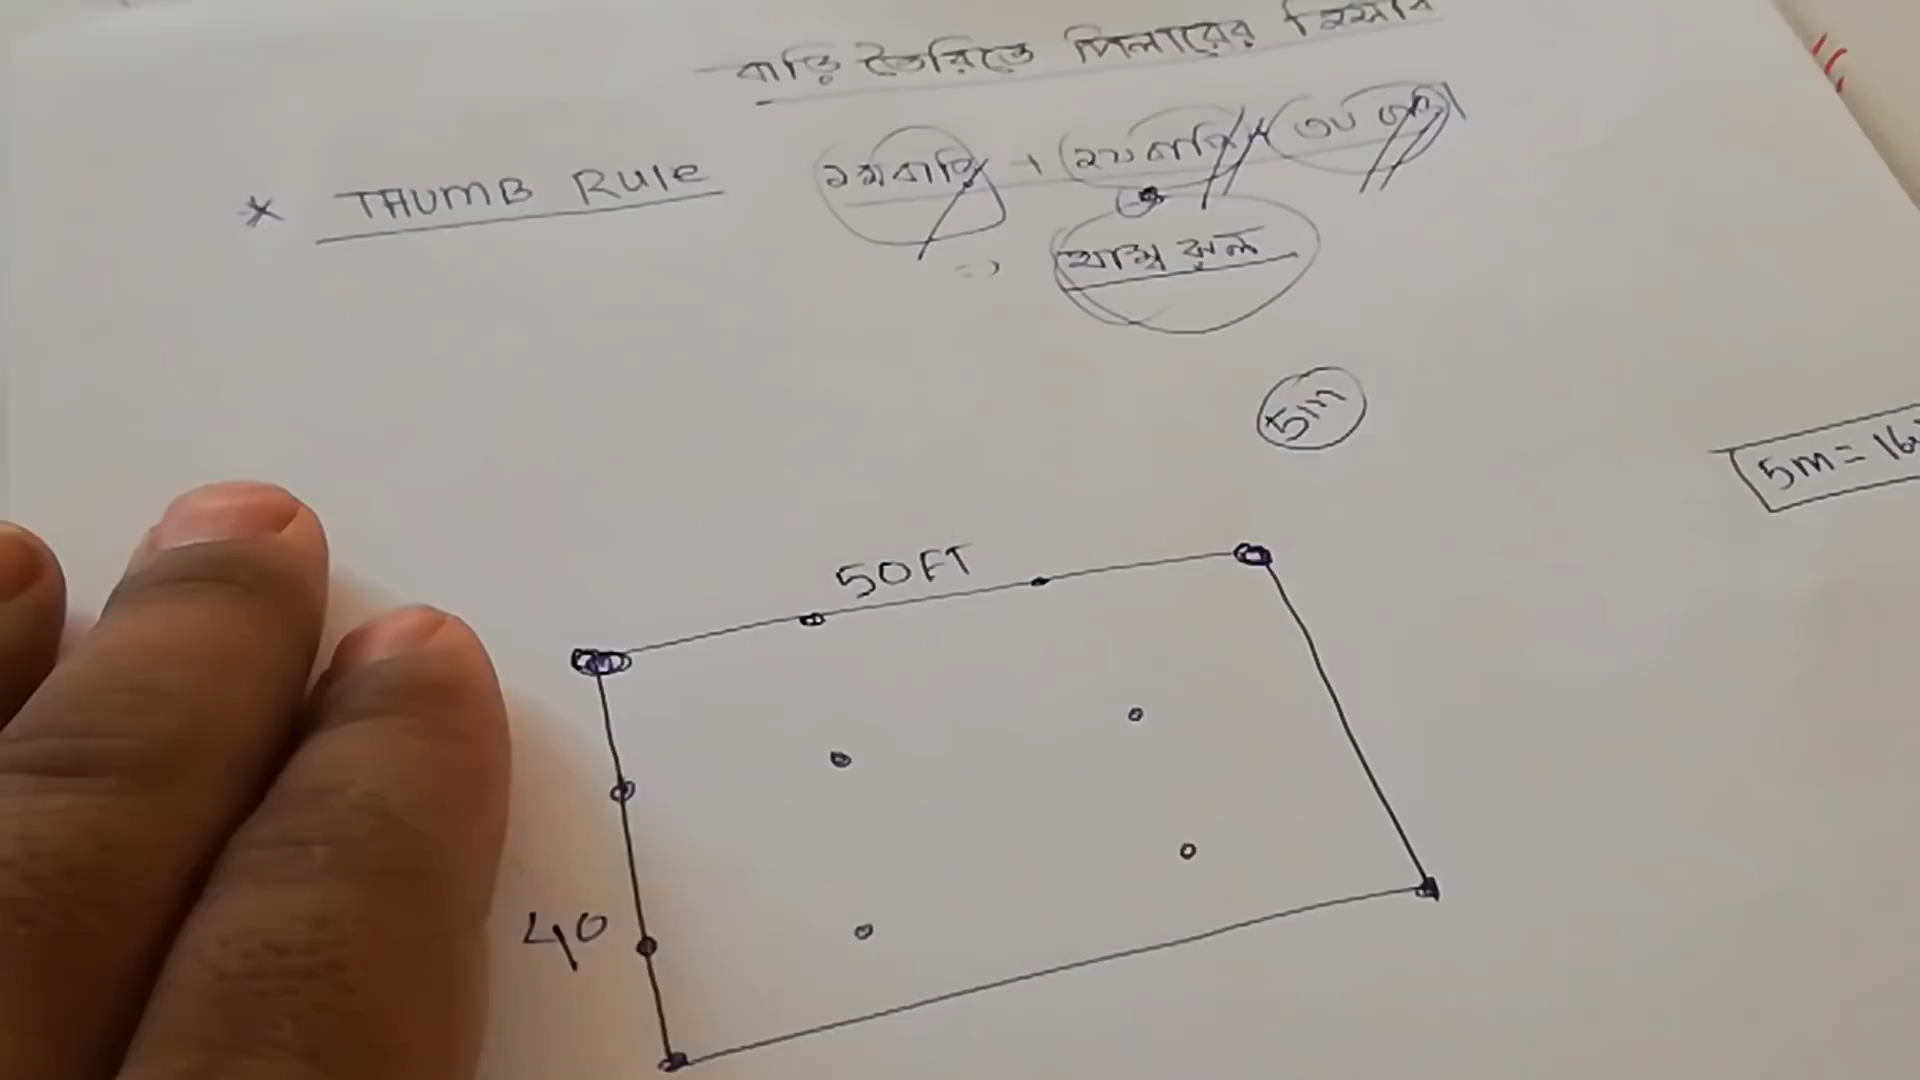 বাড়ি তৈরিতে পিলারের হিসাব
* THUMB RULE
থাম্ব রুল
5m
5m = 16
50FT
40